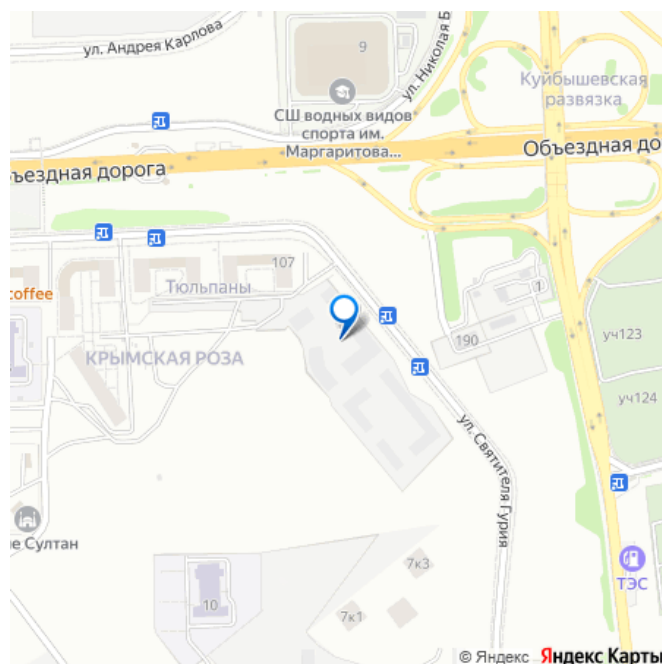 ул. Андрея Карлова
9
ул. Николая Б
Куйбышевская
развязка
СШ водных видов
спорта им.
Маргаритова...
Объездная до
ъездная дорога
107
Тюльпаны
coffee
1
190
уч123
КРЫМСКАЯ РОЗА
уч124
ул. Святителя Гурия
е Султан
7к3
ТЭС
10
7к1
© Яндекс Яндекс Карты